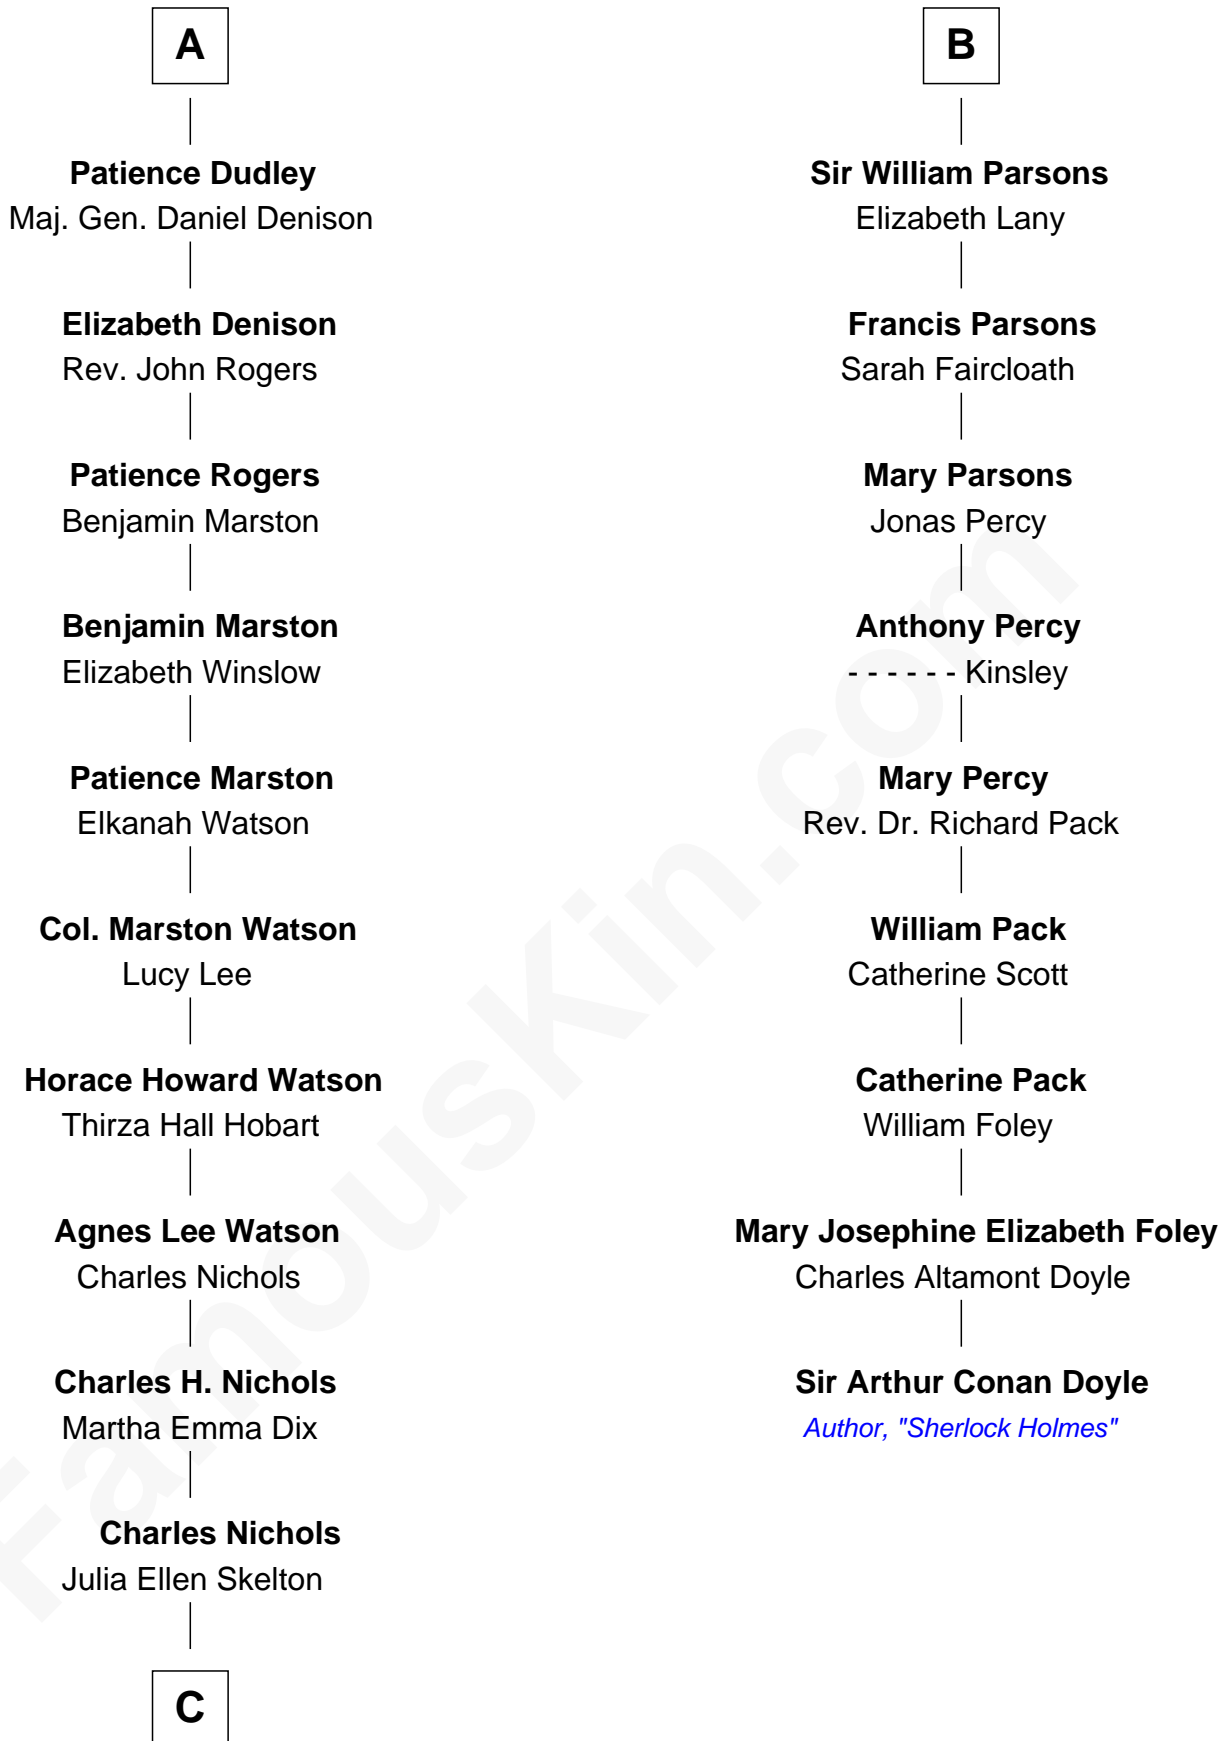 A
Patience Dudley
Maj. Gen. Daniel Denison
Elizabeth Denison
Rev. John Rogers
Patience Rogers
Benjamin Marston
Benjamin Marston
Elizabeth Winslow
Patience Marston
Elkanah Watson
Col. Marston Watson
Lucy Lee
Horace Howard Watson
Thirza Hall Hobart
Agnes Lee Watson
Charles Nichols
Charles H. Nichols
Martha Emma Dix
Charles Nichols
Julia Ellen Skelton
C
B
Sir William Parsons
Elizabeth Lany
Francis Parsons
Sarah Faircloath
Mary Parsons
Jonas Percy
Anthony Percy
- - - - - - Kinsley
Mary Percy
Rev. Dr. Richard Pack
William Pack
Catherine Scott
Catherine Pack
William Foley
Mary Josephine Elizabeth Foley
Charles Altamont Doyle
Sir Arthur Conan Doyle
Author, "Sherlock Holmes"
FamousKin.com